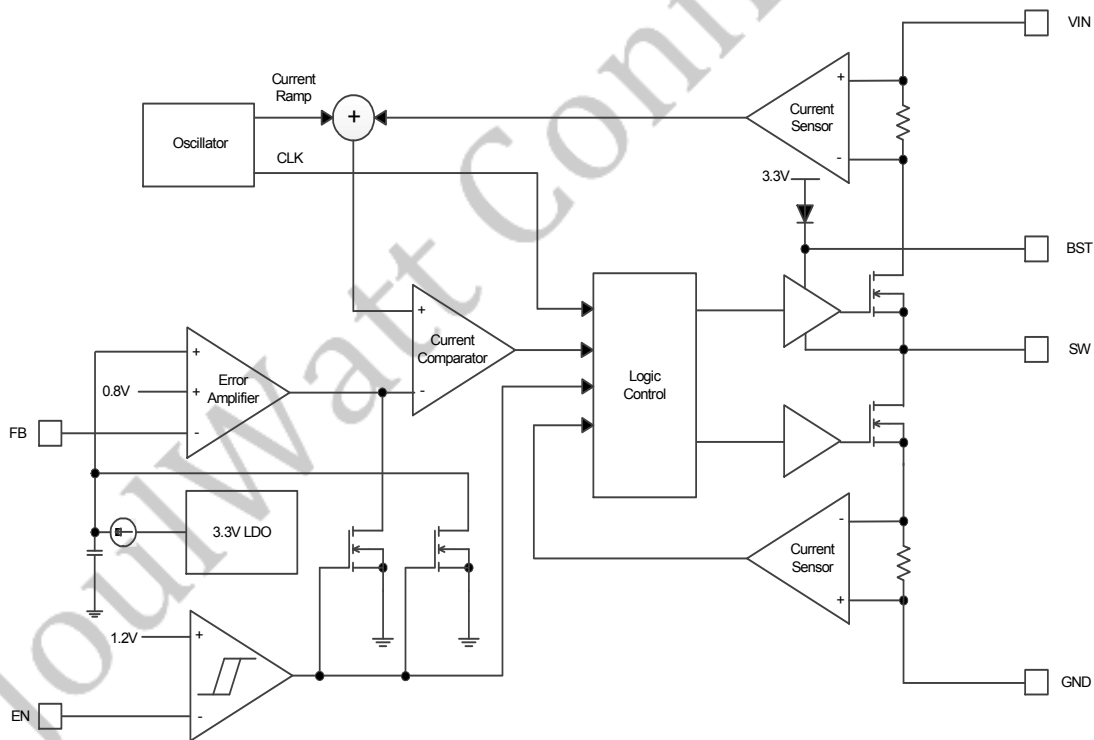 VIN
Current
Ramp
+
+
Current
Sensor
-
Oscillator
CLK
3.3V
BST
+
Current
Comparator
-
SW
+
Error
Amplifier
0.8V
+
-
FB
Logic
Control
3.3V LDO
-
Current
Sensor
+
1.2V
+
-
EN
GND